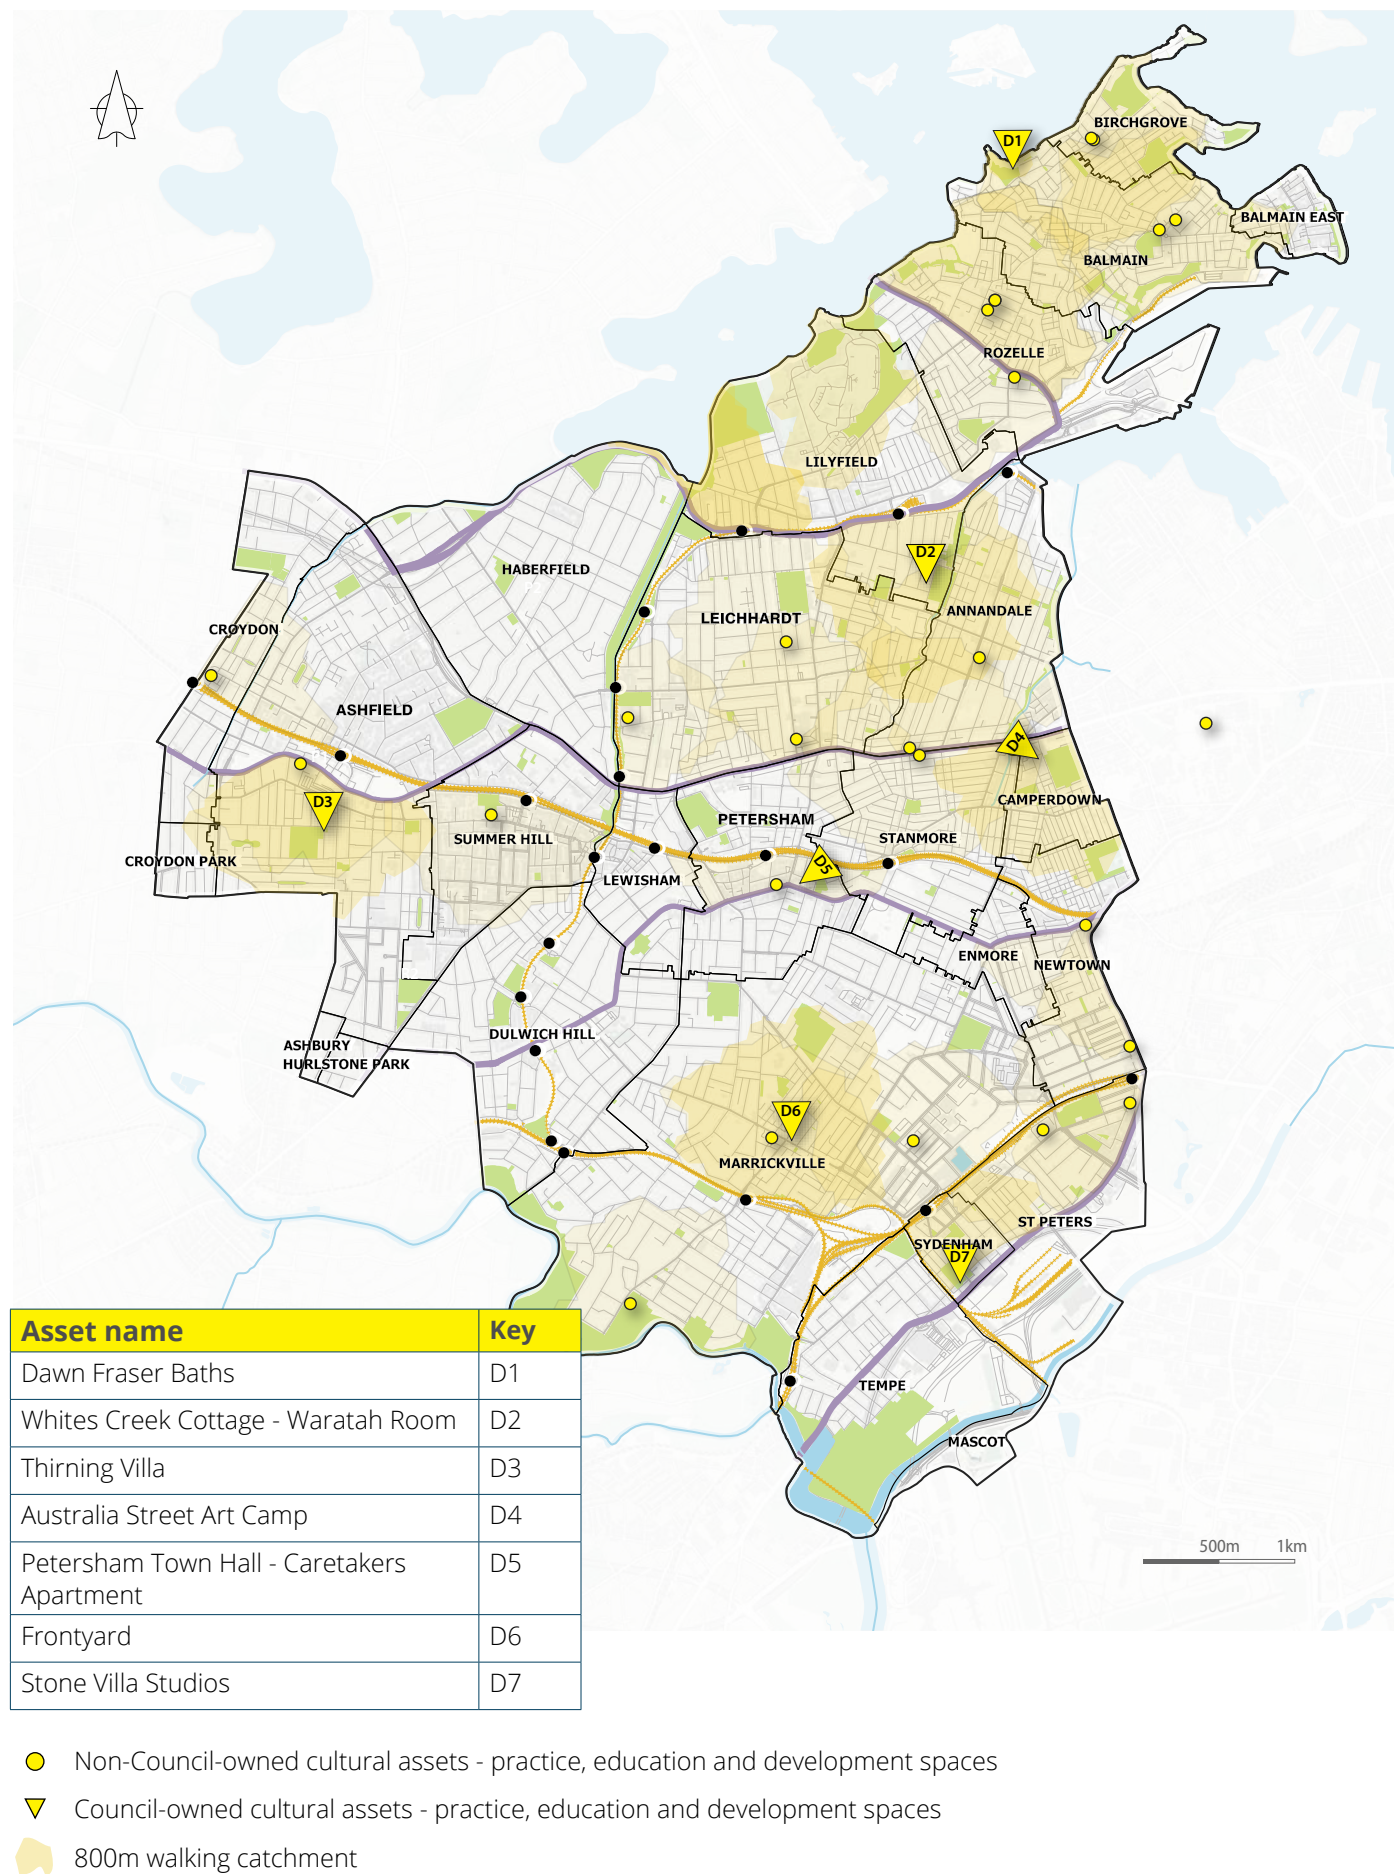 BIRCHGROVE
D1
BALMAIN EAST
BALMAIN
ROZELLE
LILYFIELD
HABERFIELD
D2
ANNANDALE
LEICHHARDT
CROYDON
ASHFIELD
D4
D3
CAMPERDOWN
PETERSHAM
SUMMER HILL
STANMORE
CROYDON PARK
D5
LEWISHAM
ENMORE
NEWTOWN
DULWICH HILL
ASHBURY
HURLSTONE PARK
D6
MARRICKVILLE
ST PETERS
SYDENHAM
D7
TEMPE
MASCOT
500m 1km
Asset name Key
Dawn Fraser Baths D1
Whites Creek Cottage - Waratah Room D2
Thirning Villa D3
Australia Street Art Camp D4
Petersham Town Hall - Caretakers D5
Apartment
Frontyard D6
Stone Villa Studios D7
Non-Council-owned cultural assets - practice, education and development spaces
Council-owned cultural assets - practice, education and development spaces
800m walking catchment